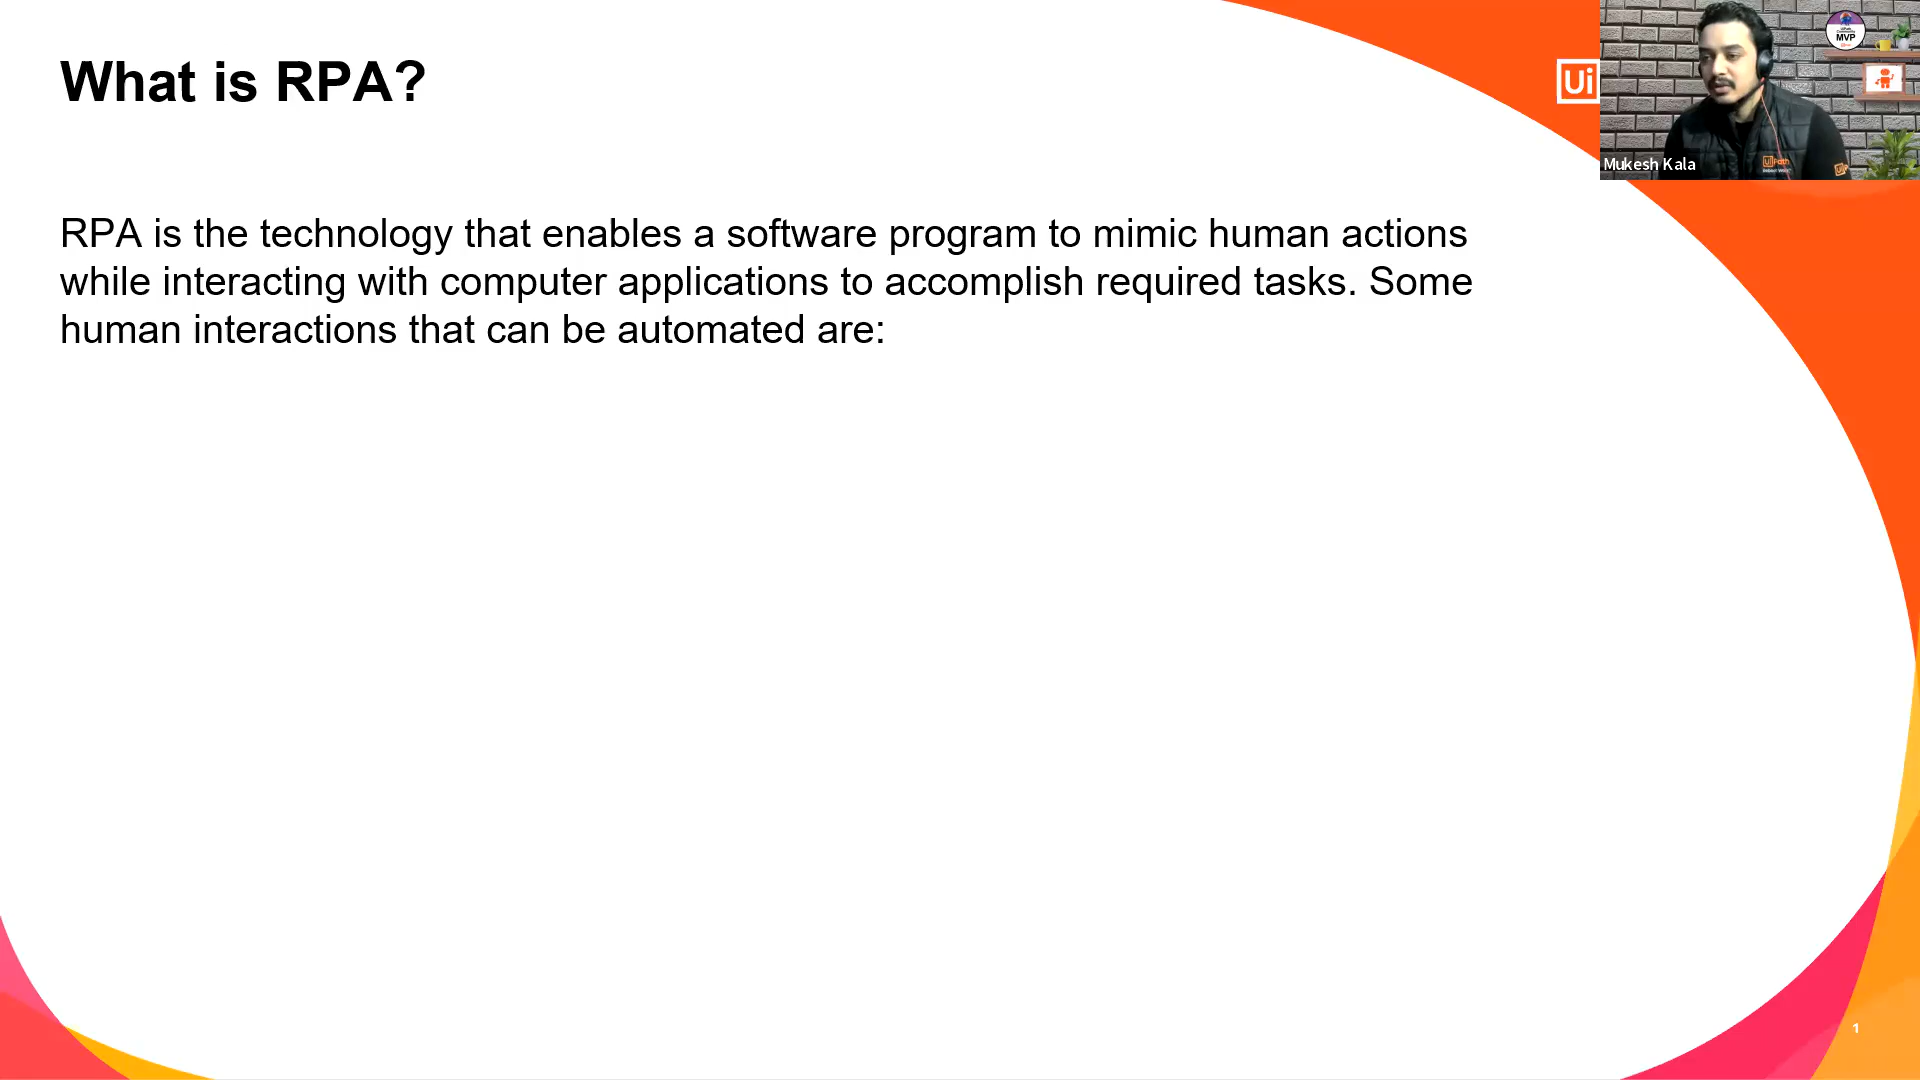 What is RPA?
Ui
MVP
Path
Mukesh Kala
RPA is the technology that enables a software program to mimic human actions
while interacting with computer applications to accomplish required tasks. Some
human interactions that can be automated are:
1